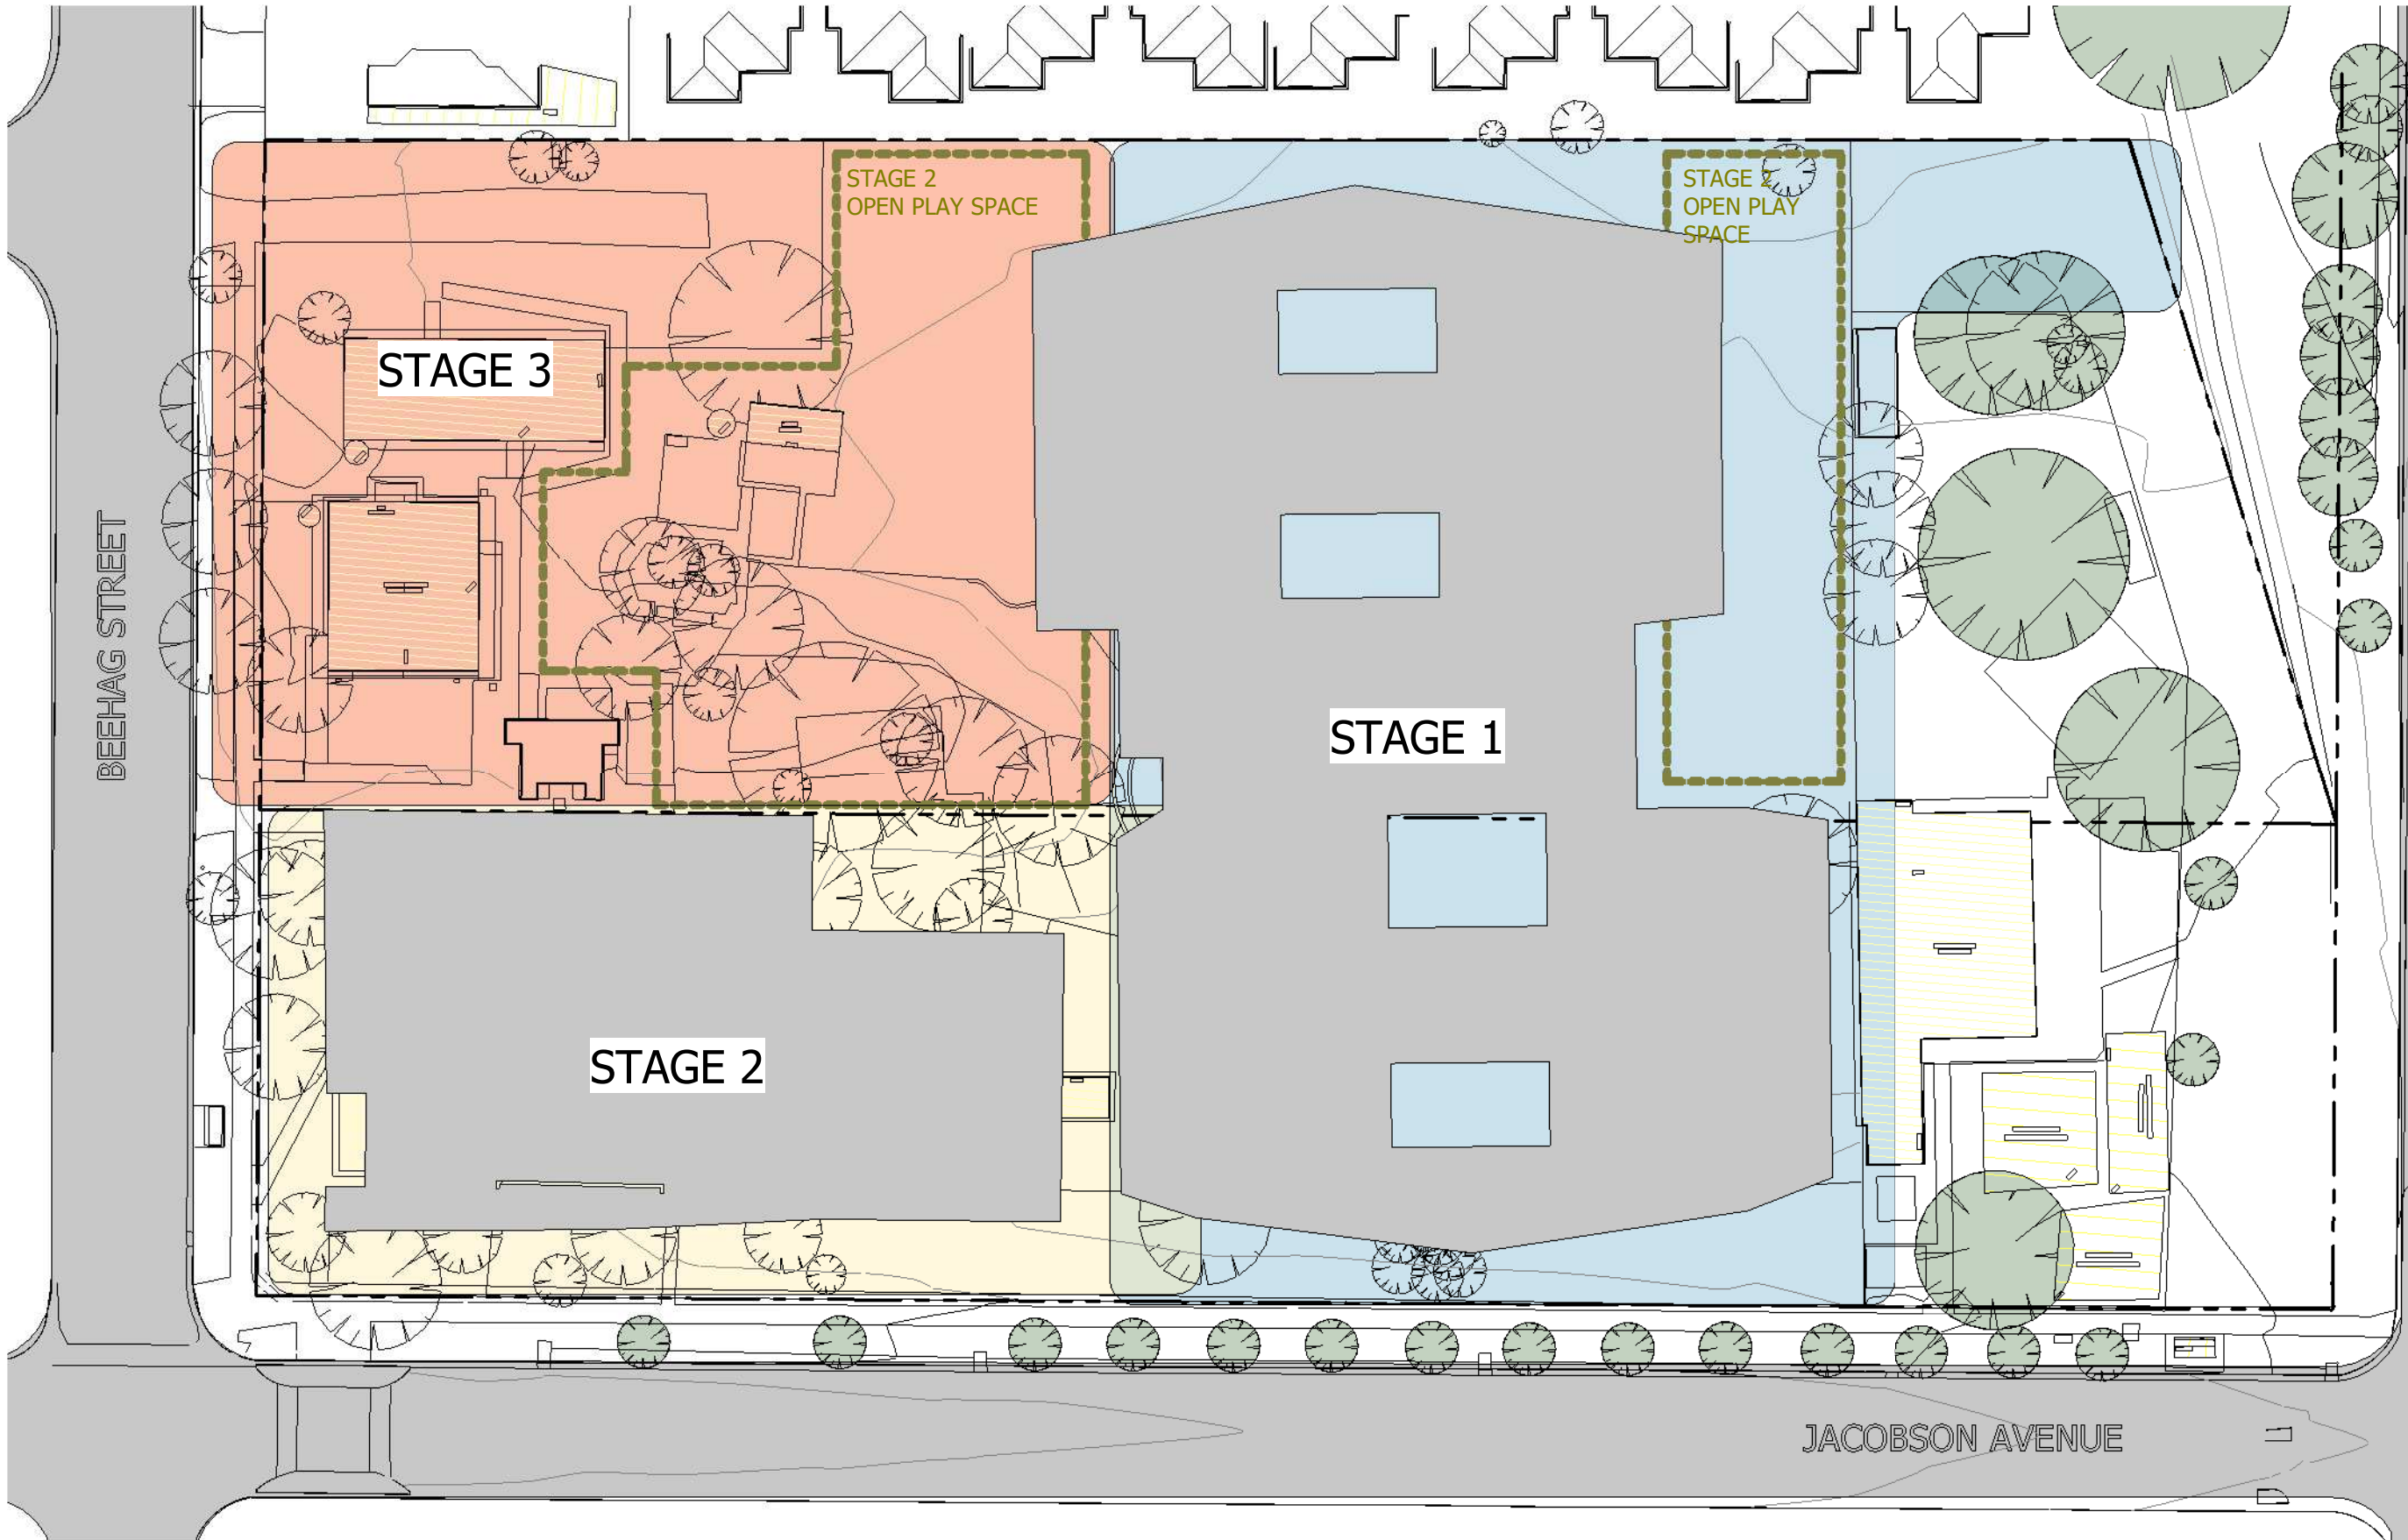 STAGE 2
OPEN PLAY SPACE
STAGE 2
OPEN PLAY
SPACE
STAGE 3
BEEHAG STREET
STAGE 1
STAGE 2
JACOBSON AVENUE